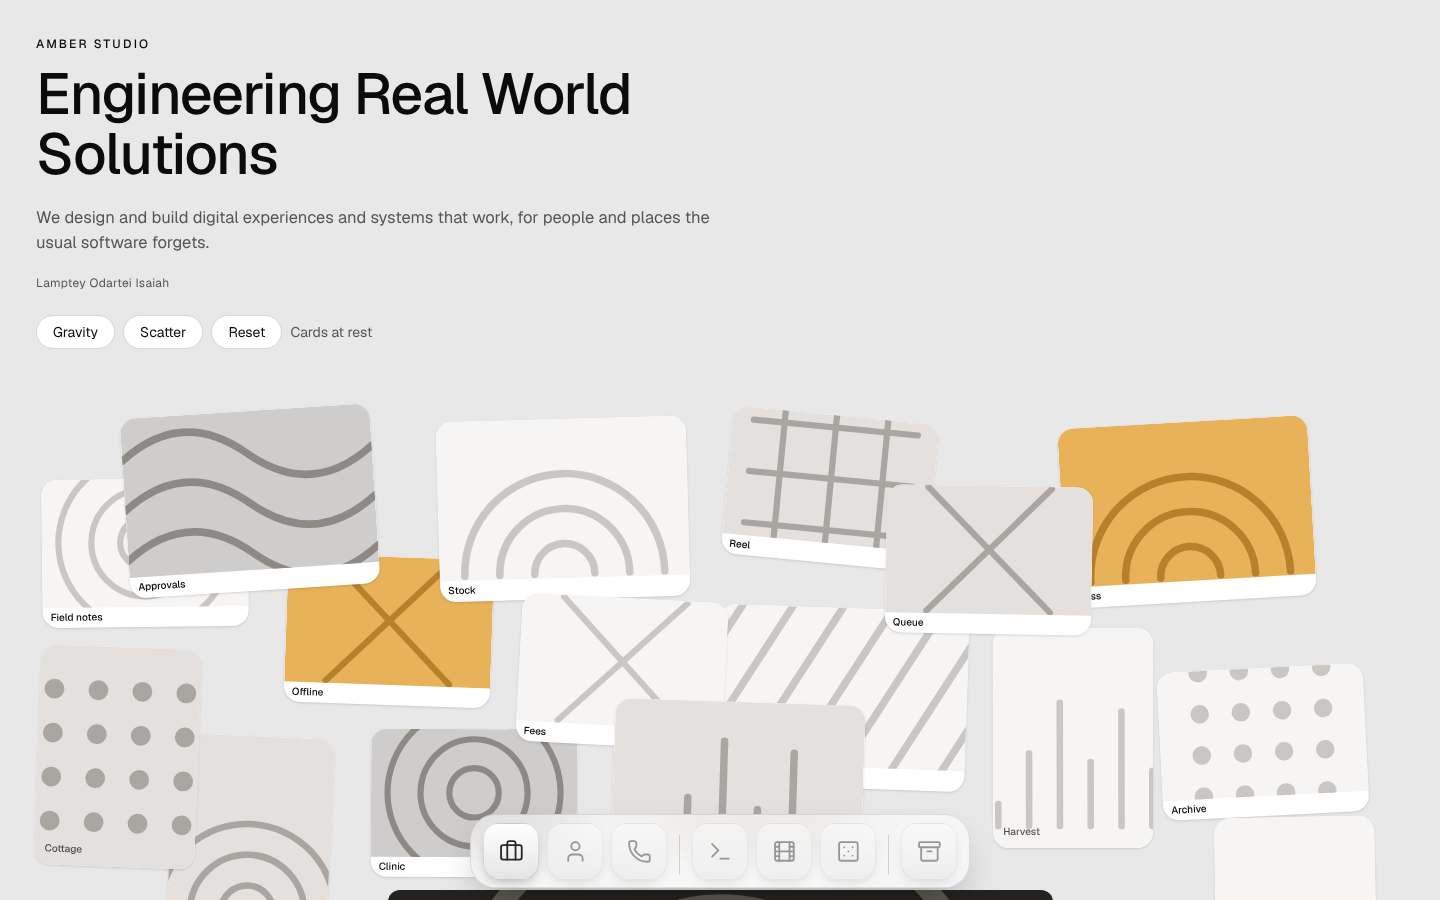 AMBER STUDIO
Engineering Real World
Solutions
We design and build digital experiences and systems that work, for people and places the
usual software forgets.
Lamptey Odartei Isaiah
Gravity
Scatter
Reset
Cards at rest
Approvals
Field notes
Stock
Reel
Queue
Offline
Fees
Archive
Harvest
Cottage
Clinic